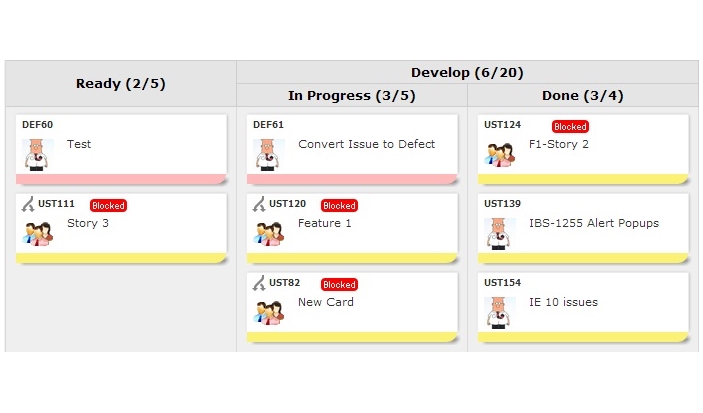 Ready (2/5)
Develop (6/20)
In Progress (3/5)
Done (3/4)
DEF60
Test
UST111 Blocked
Story 3
DEF61
Convert Issue to Defect
UST120 Blocked
Feature 1
UST82 Blocked
New Card
UST124 Blocked
F1-Story 2
UST139
IBS-1255 Alert Popups
UST154
IE 10 issues